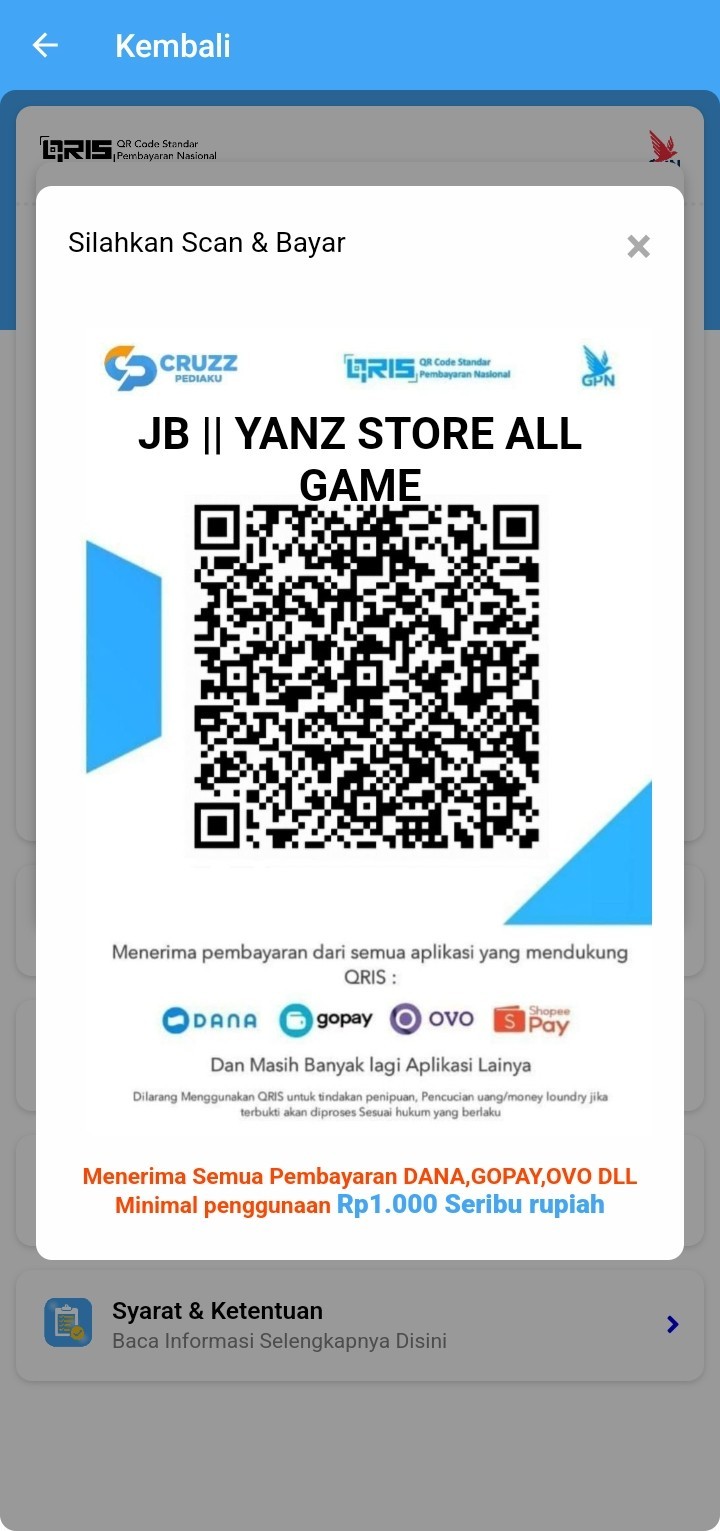 Kembali
QRIS QR Code Standar
Pembayaran Nasional
Silahkan Scan & Bayar
CRUZZ
PEDIAKU
QRIS QR Code Standar
Pembayaran Nasional
GPN
JB || YANZ STORE ALL
GAME
Menerima pembayaran dari semua aplikasi yang mendukung
QRIS :
DANA gopay OVO S Shopee
Pay
Dan Masih Banyak lagi Aplikasi Lainya
Dilarang Menggunakan QRIS untuk tindakan penipuan, Pencucian uang/money loundry jika
terbukti akan diproses Sesuai hukum yang berlaku
Menerima Semua Pembayaran DANA,GOPAY,OVO DLL
Minimal penggunaan Rp1.000 Seribu rupiah
Syarat & Ketentuan
Baca Informasi Selengkapnya Disini